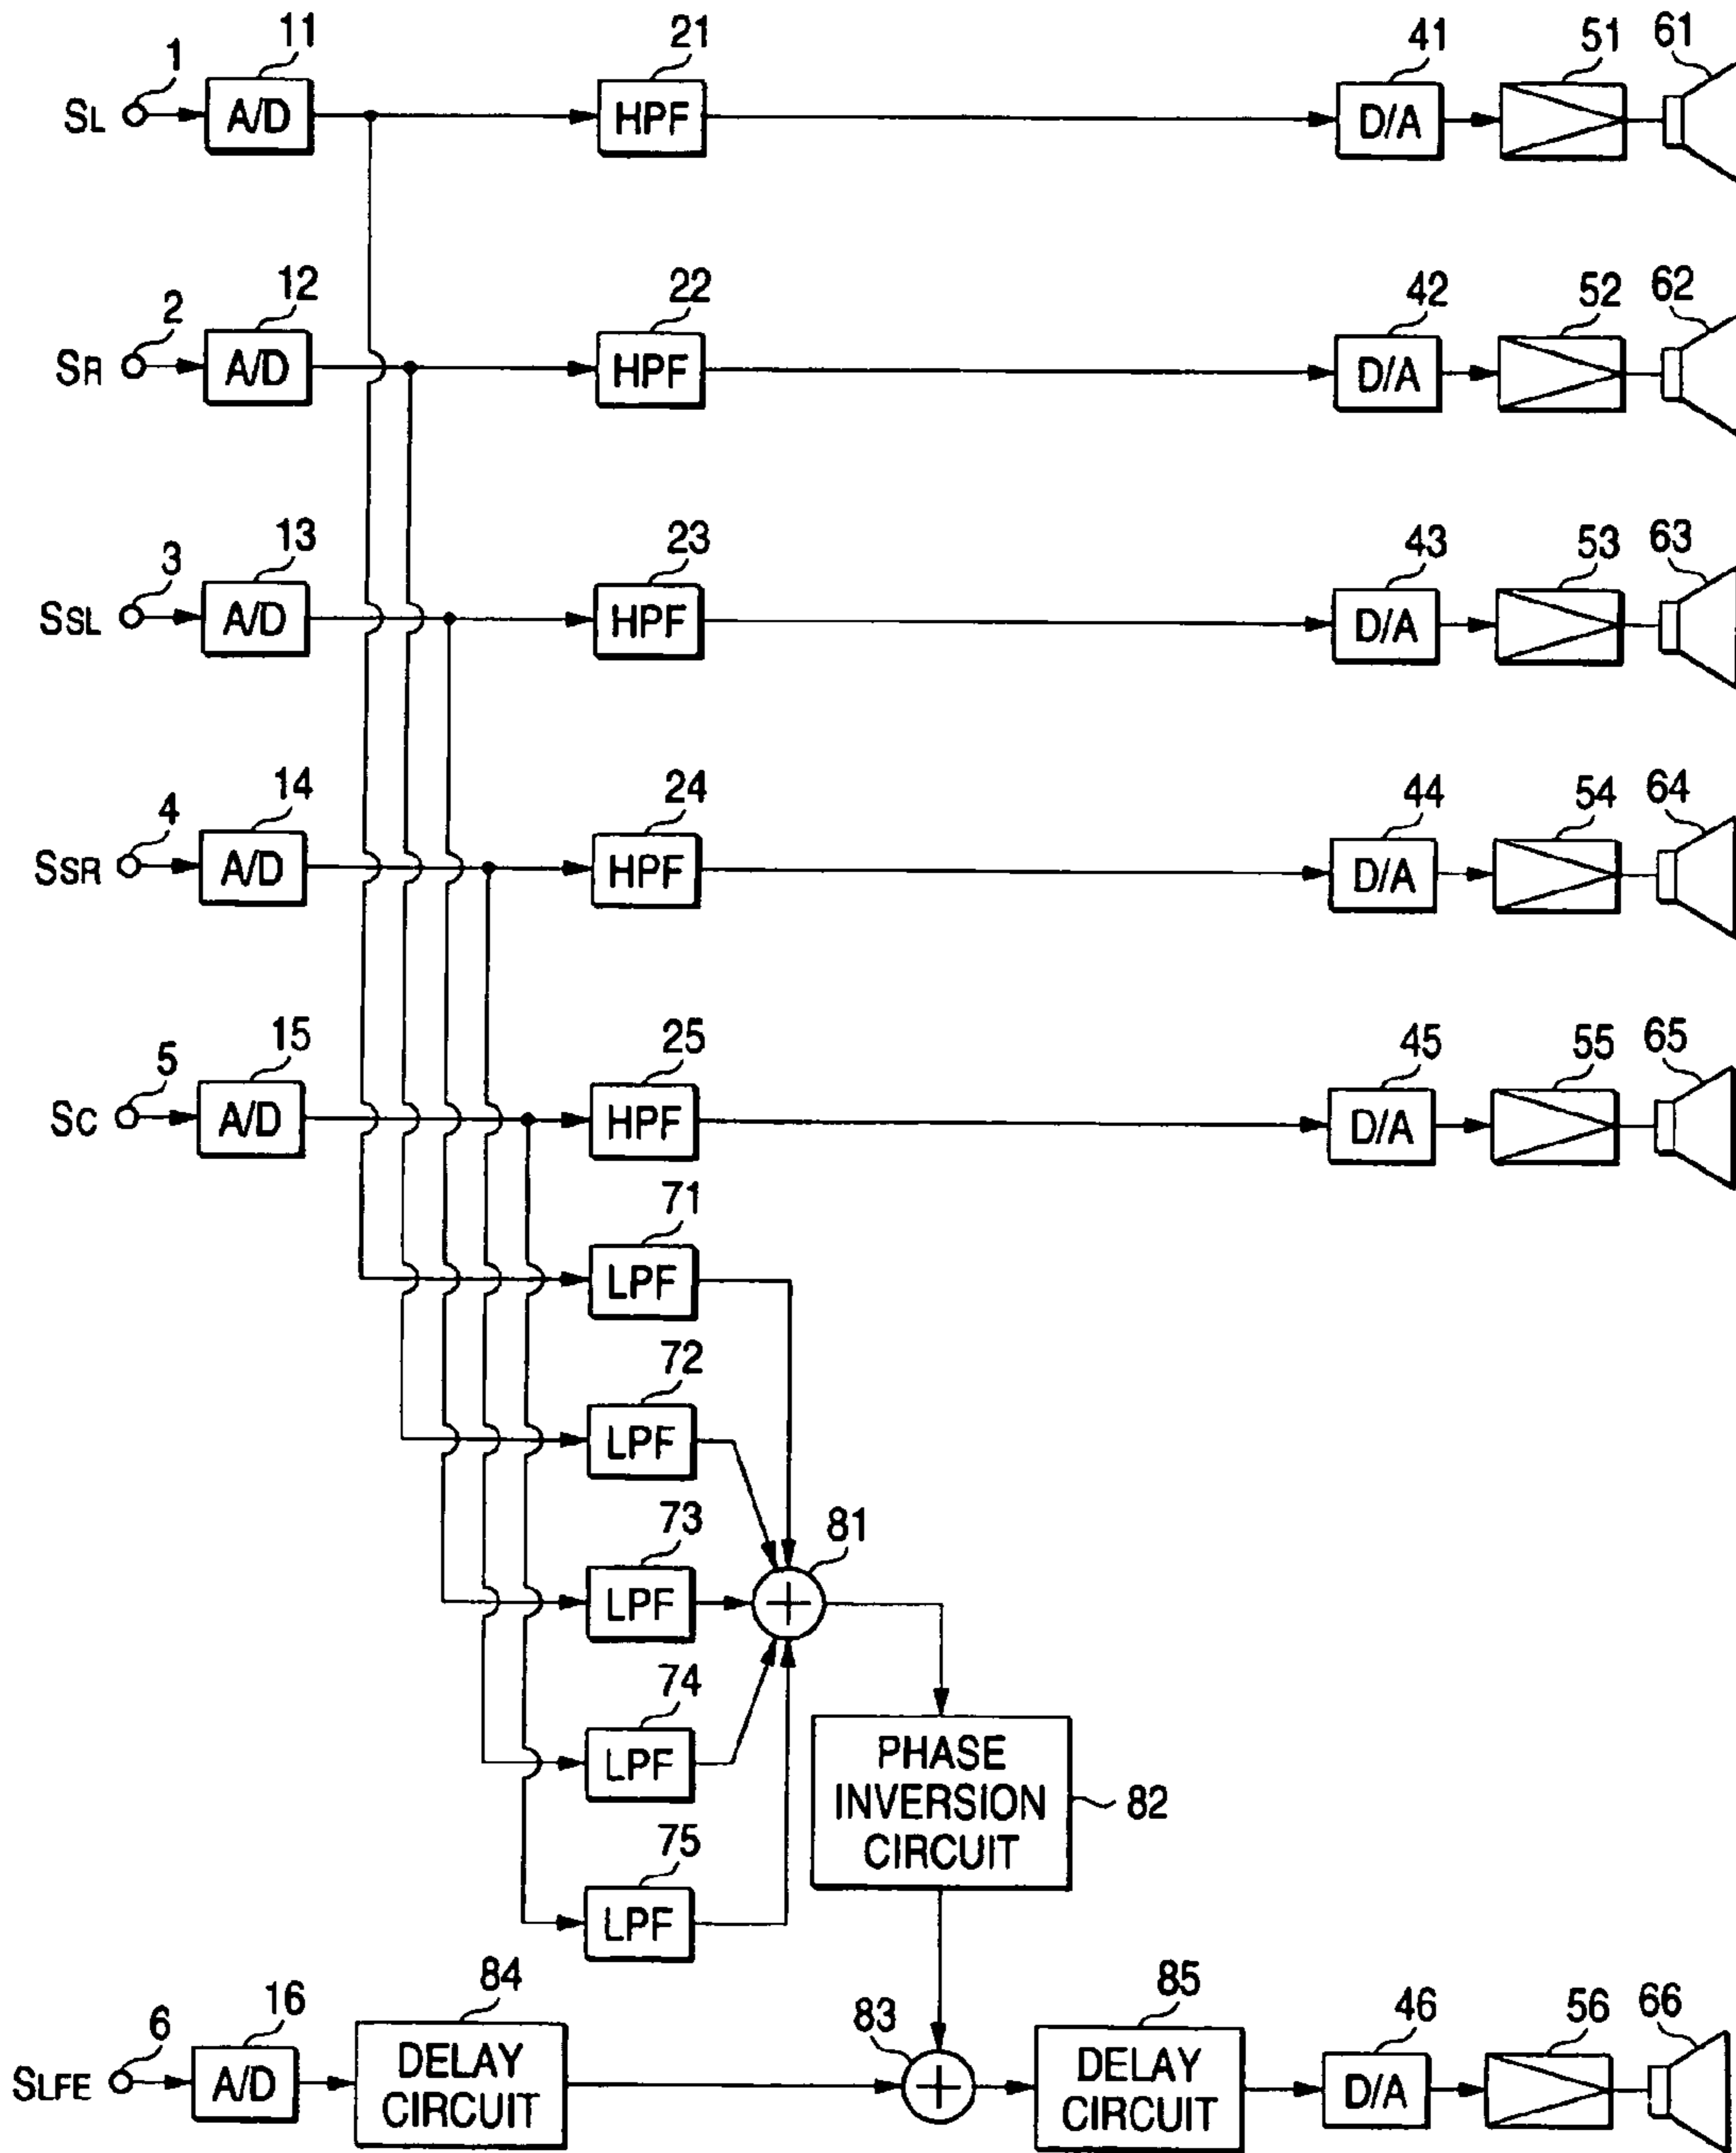 1 11 21 41 51 61
SL A/D HPF D/A
2 12 22 42 52 62
SR A/D HPF D/A
3 13 23 43 53 63
SSL A/D HPF D/A
4 14 24 44 54 64
SSR A/D HPF D/A
5 15 25 45 55 65
SC A/D HPF D/A
71
LPF
72
LPF
73 81
LPF +
74
LPF
PHASE
INVERSION
CIRCUIT
82
75
LPF
6 16 84 83 85 46 56 66
SLFE A/D DELAY
CIRCUIT
+
DELAY
CIRCUIT
D/A